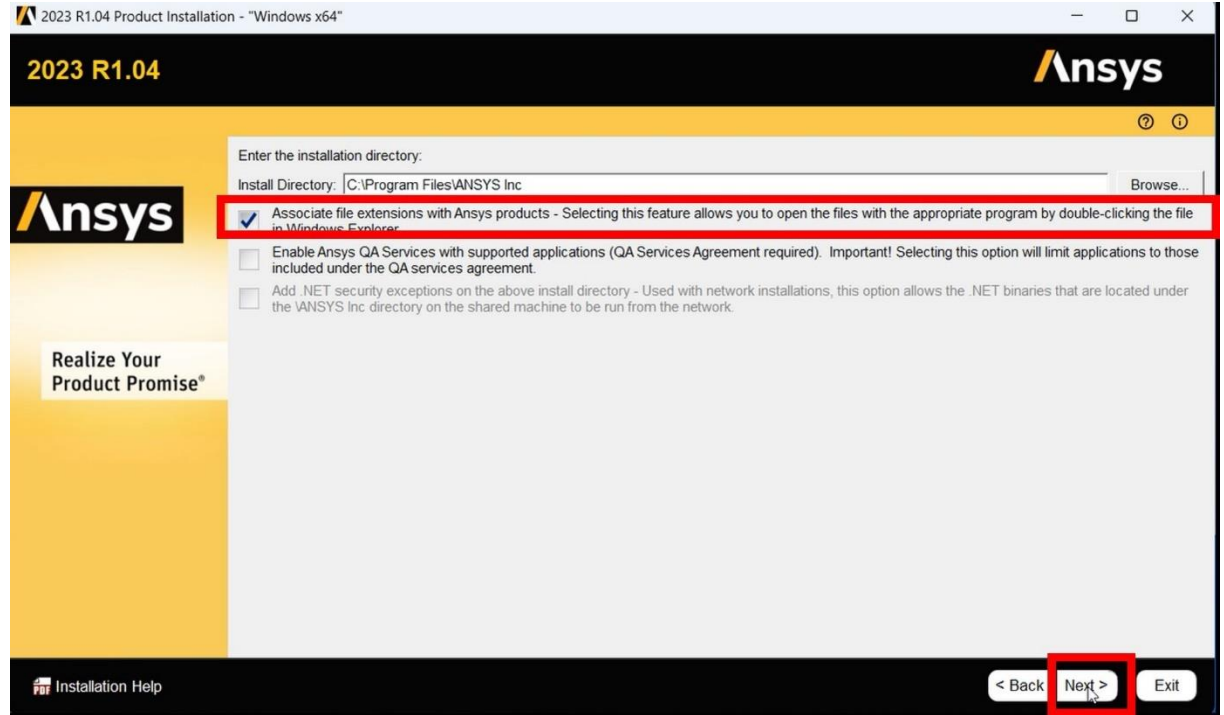 2023 R1.04 Product Installation - "Windows x64"
2023 R1.04
Ansys
Enter the installation directory:
Install Directory: C:\Program Files\ANSYS Inc Browse...
Ansys
Associate file extensions with Ansys products - Selecting this feature allows you to open the files with the appropriate program by double-clicking the file
in Windows Explorer
Enable Ansys QA Services with supported applications (QA Services Agreement required). Important! Selecting this option will limit applications to those
included under the QA services agreement.
Add .NET security exceptions on the above install directory - Used with network installations, this option allows the .NET binaries that are located under
the \ANSYS Inc directory on the shared machine to be run from the network.
Realize Your
Product Promise®
PDF Installation Help
< Back Next > Exit